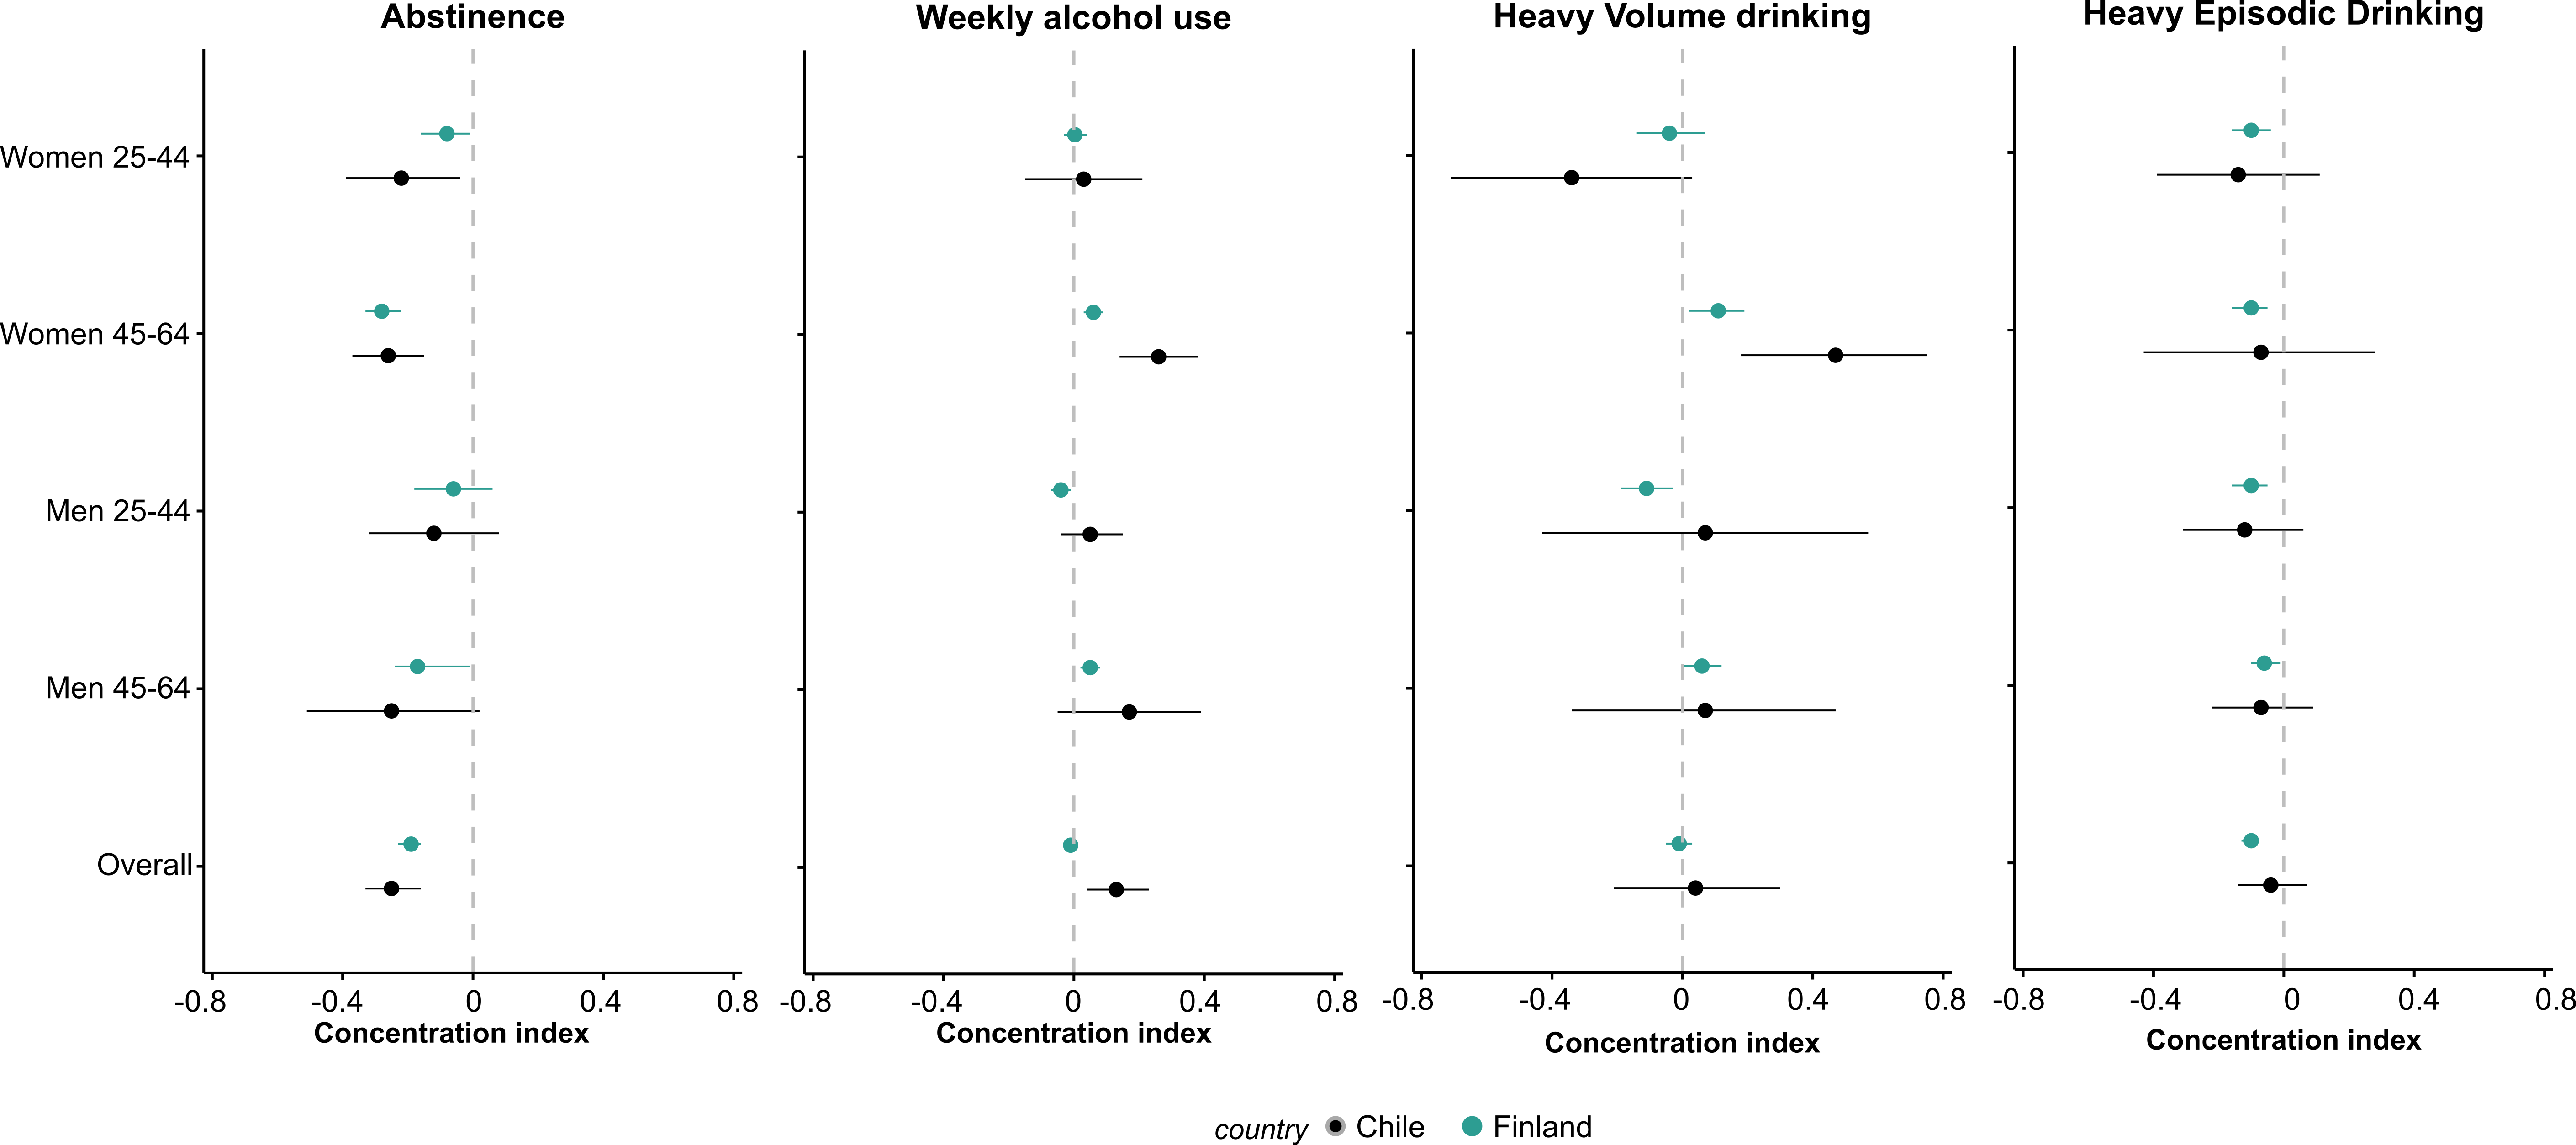 Abstinence
Weekly alcohol use
Heavy Volume drinking
Heavy Episodic Drinking
Women 25-44
Women 45-64
Men 25-44
Men 45-64
Overall
-0.8 -0.4 0 0.4 0.8
-0.8 -0.4 0 0.4 0.8
-0.8 -0.4 0 0.4 0.8
-0.8 -0.4 0 0.4 0.8
Concentration index
Concentration index
Concentration index
Concentration index
country Chile Finland